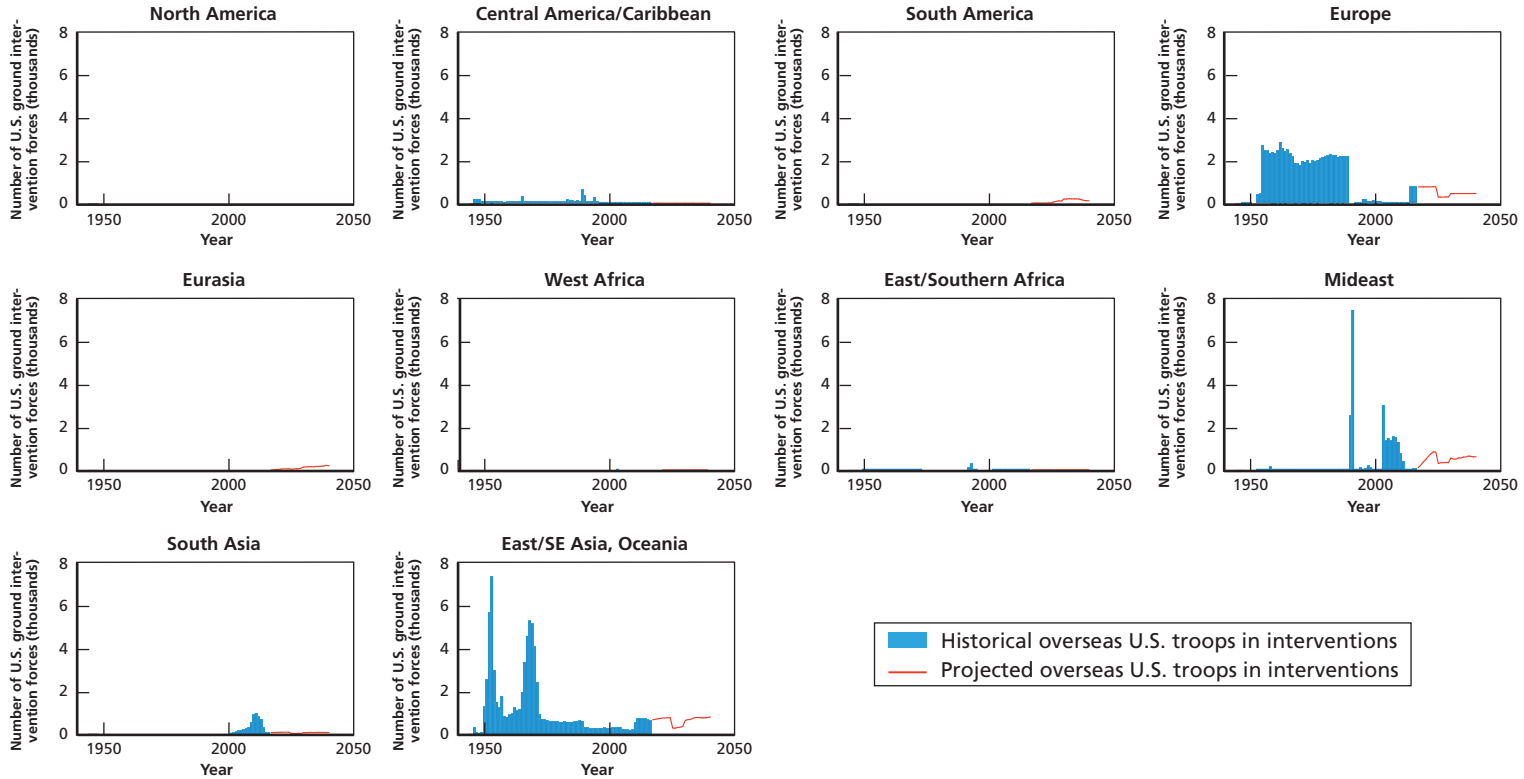 North America
Number of U.S. ground inter-
vention forces (thousands)
8
6
4
2
0
1950
2000
2050
Year
Central America/Caribbean
Number of U.S. ground inter-
vention forces (thousands)
8
6
4
2
0
1950
2000
2050
Year
South America
Number of U.S. ground inter-
vention forces (thousands)
8
6
4
2
0
1950
2000
2050
Year
Europe
Number of U.S. ground inter-
vention forces (thousands)
8
6
4
2
0
1950
2000
2050
Year
Eurasia
Number of U.S. ground inter-
vention forces (thousands)
8
6
4
2
0
1950
2000
2050
Year
West Africa
Number of U.S. ground inter-
vention forces (thousands)
8
6
4
2
0
1950
2000
2050
Year
East/Southern Africa
Number of U.S. ground inter-
vention forces (thousands)
8
6
4
2
0
1950
2000
2050
Year
Mideast
Number of U.S. ground inter-
vention forces (thousands)
8
6
4
2
0
1950
2000
2050
Year
South Asia
Number of U.S. ground inter-
vention forces (thousands)
8
6
4
2
0
1950
2000
2050
Year
East/SE Asia, Oceania
Number of U.S. ground inter-
vention forces (thousands)
8
6
4
2
0
1950
2000
2050
Year
Historical overseas U.S. troops in interventions
Projected overseas U.S. troops in interventions